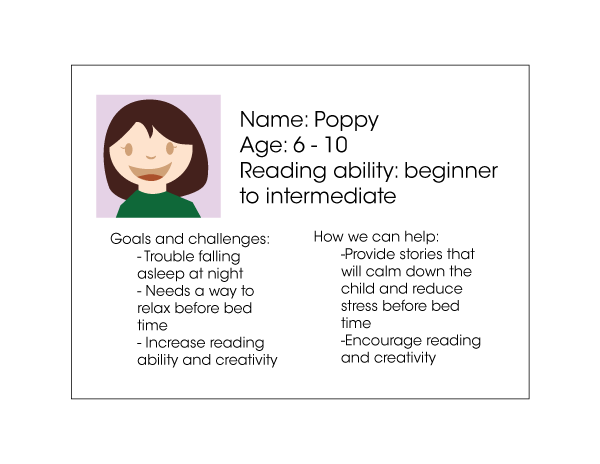 Name: Poppy
Age: 6 - 10
Reading ability: beginner
to intermediate
Goals and challenges:
- Trouble falling
asleep at night
- Needs a way to
relax before bed
time
- Increase reading
ability and creativity
How we can help:
-Provide stories that
will calm down the
child and reduce
stress before bed
time
-Encourage reading
and creativity